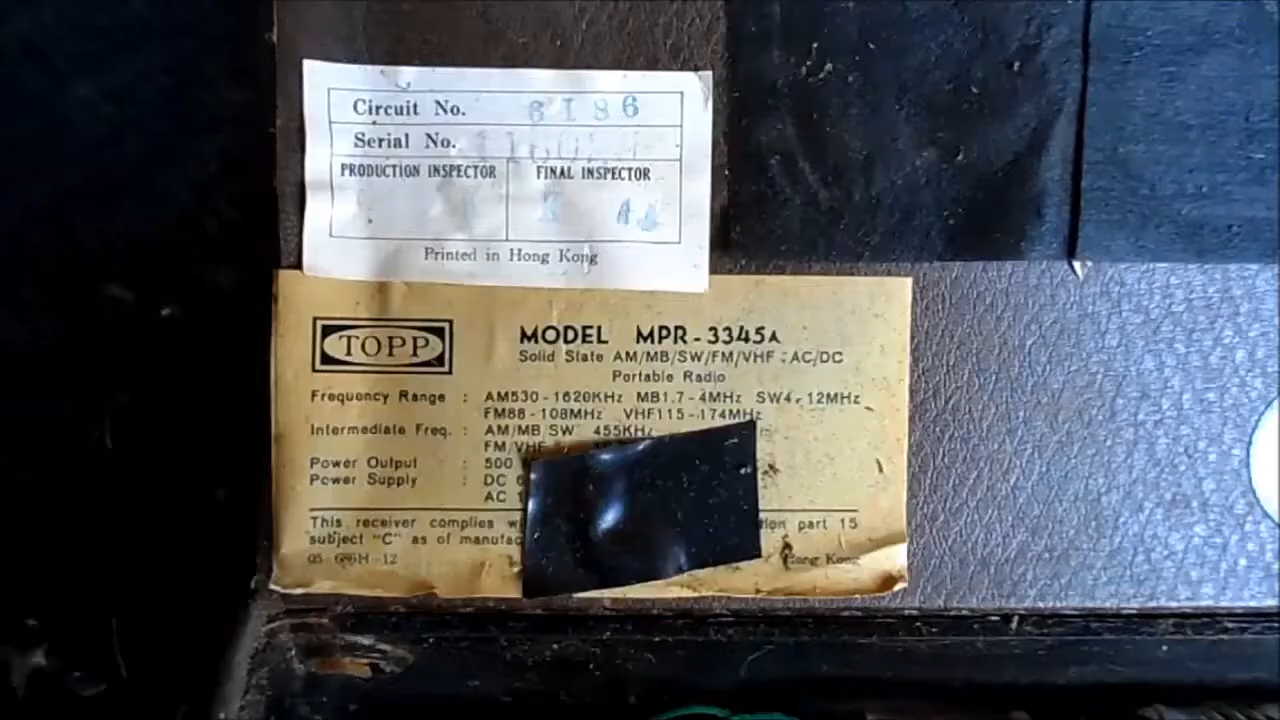 Circuit No. 6186
Serial No.
PRODUCTION INSPECTOR FINAL INSPECTOR
Printed in Hong Kong
TOPP
MODEL MPR-3345A
Solid State AM/MB/SW/FM/VHF : AC/DC
Portable Radio
Frequency Range : AM530-1620KHz MB1.7-4MHz SW4-12MHz
FM88-108MHz VHF115-174MHz
Intermediate Freq. : AM/MB/SW 455KHz
FM/VHF
Power Output : 500
Power Supply : DC 6
AC 1
This receiver complies part 15
subject "C" as of
Hong Kong